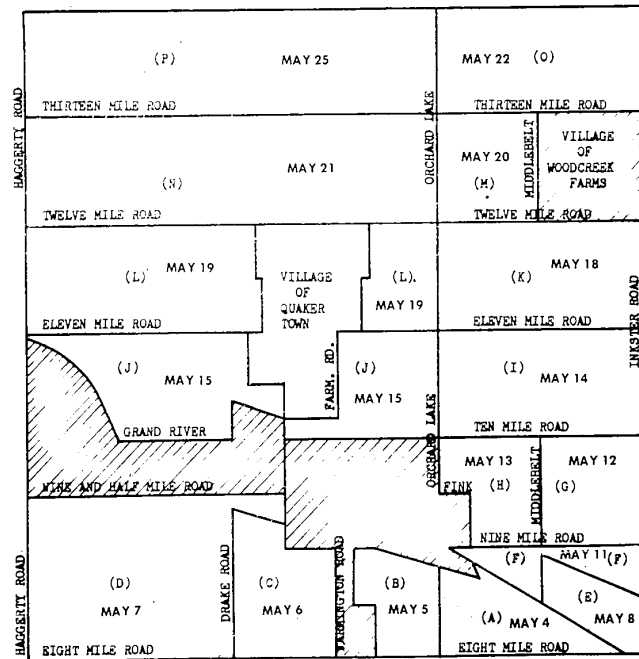 (P) MAY 25
MAY 22 (O)
HAGGERTY ROAD
ORCHARD LAKE
THIRTEEN MILE ROAD
THIRTEEN MILE ROAD
MAY 21
(N)
MAY 20
(M)
MIDDLEBELT
VILLAGE
OF
WOODCREEK
FARMS
TWELVE MILE ROAD
TWELVE MILE ROAD
(L) MAY 19
VILLAGE
OF
QUAKER
TOWN
(L).
MAY 19
(K) MAY 18
INKSTER ROAD
ELEVEN MILE ROAD
ELEVEN MILE ROAD
(J)
MAY 15
FARM. RD.
(J)
MAY 15
(I)
MAY 14
GRAND RIVER
ORCHARD LAKE
TEN MILE ROAD
MAY 13
FINK (H)
MIDDLEBELT
MAY 12
(G)
NINE AND HALF MILE ROAD
NINE MILE ROAD
HAGGERTY ROAD
(D)
MAY 7
DRAKE ROAD
(C)
MAY 6
FARMINGTON ROAD
(B)
MAY 5
(F)
MAY 11
(F)
(A) MAY 4
(E)
MAY 8
EIGHT MILE ROAD
EIGHT MILE ROAD